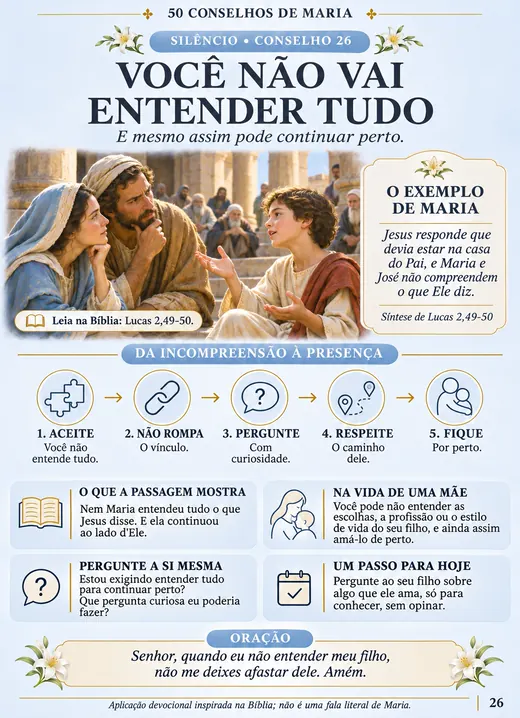 50 CONSELHOS DE MARIA
SILÊNCIO • CONSELHO 26
VOCÊ NÃO VAI
ENTENDER TUDO
E mesmo assim pode continuar perto.
O EXEMPLO
DE MARIA
Jesus responde que
devia estar na casa
do Pai, e Maria e
José não compreendem
o que Ele diz.
Síntese de Lucas 2,49-50
Leia na Bíblia: Lucas 2,49-50.
DA INCOMPREENSÃO À PRESENÇA
1. ACEITE
Você não
entende tudo.
2. NÃO ROMPA
O vínculo.
3. PERGUNTE
Com
curiosidade.
4. RESPEITE
O caminho
dele.
5. FIQUE
Por perto.
O QUE A PASSAGEM MOSTRA
Nem Maria entendeu tudo o que
Jesus disse. E ela continuou
ao lado d'Ele.
NA VIDA DE UMA MÃE
Você pode não entender as
escolhas, a profissão ou o estilo
de vida do seu filho, e ainda assim
amá-lo de perto.
PERGUNTE A SI MESMA
Estou exigindo entender tudo
para continuar perto?
Que pergunta curiosa eu poderia
fazer?
UM PASSO PARA HOJE
Pergunte ao seu filho sobre
algo que ele ama, só para
conhecer, sem opinar.
ORAÇÃO
Senhor, quando eu não entender meu filho,
não me deixes afastar dele. Amém.
Aplicação devocional inspirada na Bíblia; não é uma fala literal de Maria.
26